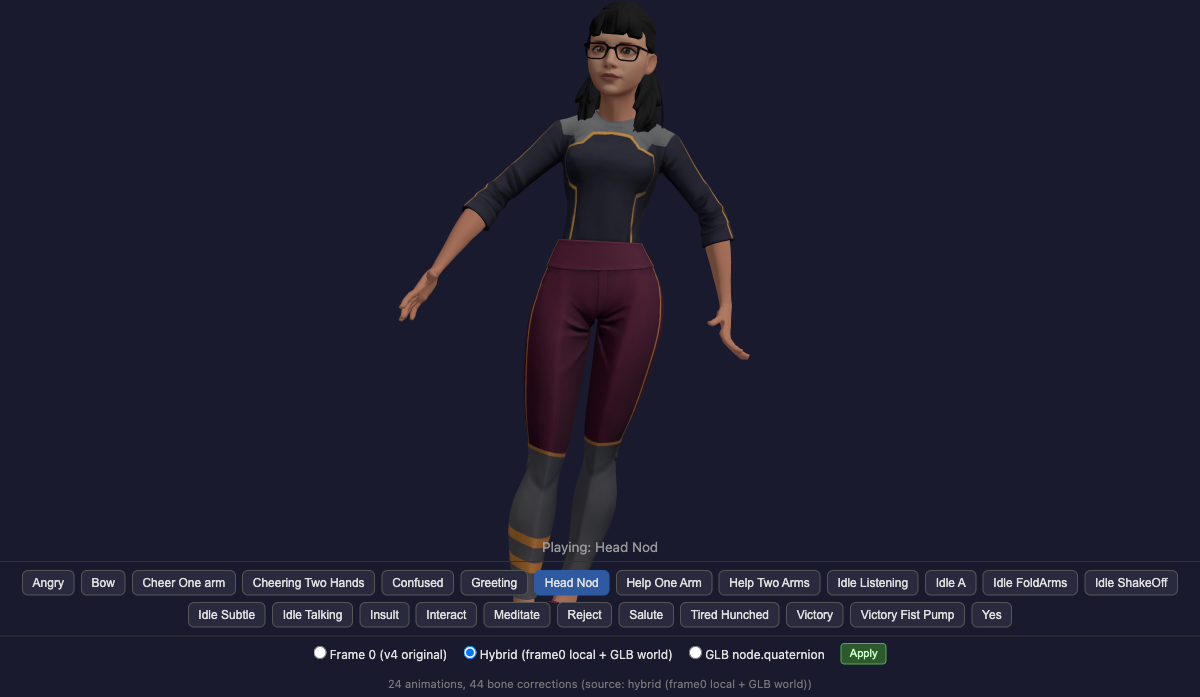 Playing: Head Nod
Angry Bow Cheer One arm Cheering Two Hands Confused Greeting Head Nod Help One Arm Help Two Arms Idle Listening Idle A Idle FoldArms Idle ShakeOff
Idle Subtle Idle Talking Insult Interact Meditate Reject Salute Tired Hunched Victory Victory Fist Pump Yes
Frame 0 (v4 original) Hybrid (frame0 local + GLB world) GLB node.quaternion Apply
24 animations, 44 bone corrections (source: hybrid (frame0 local + GLB world))